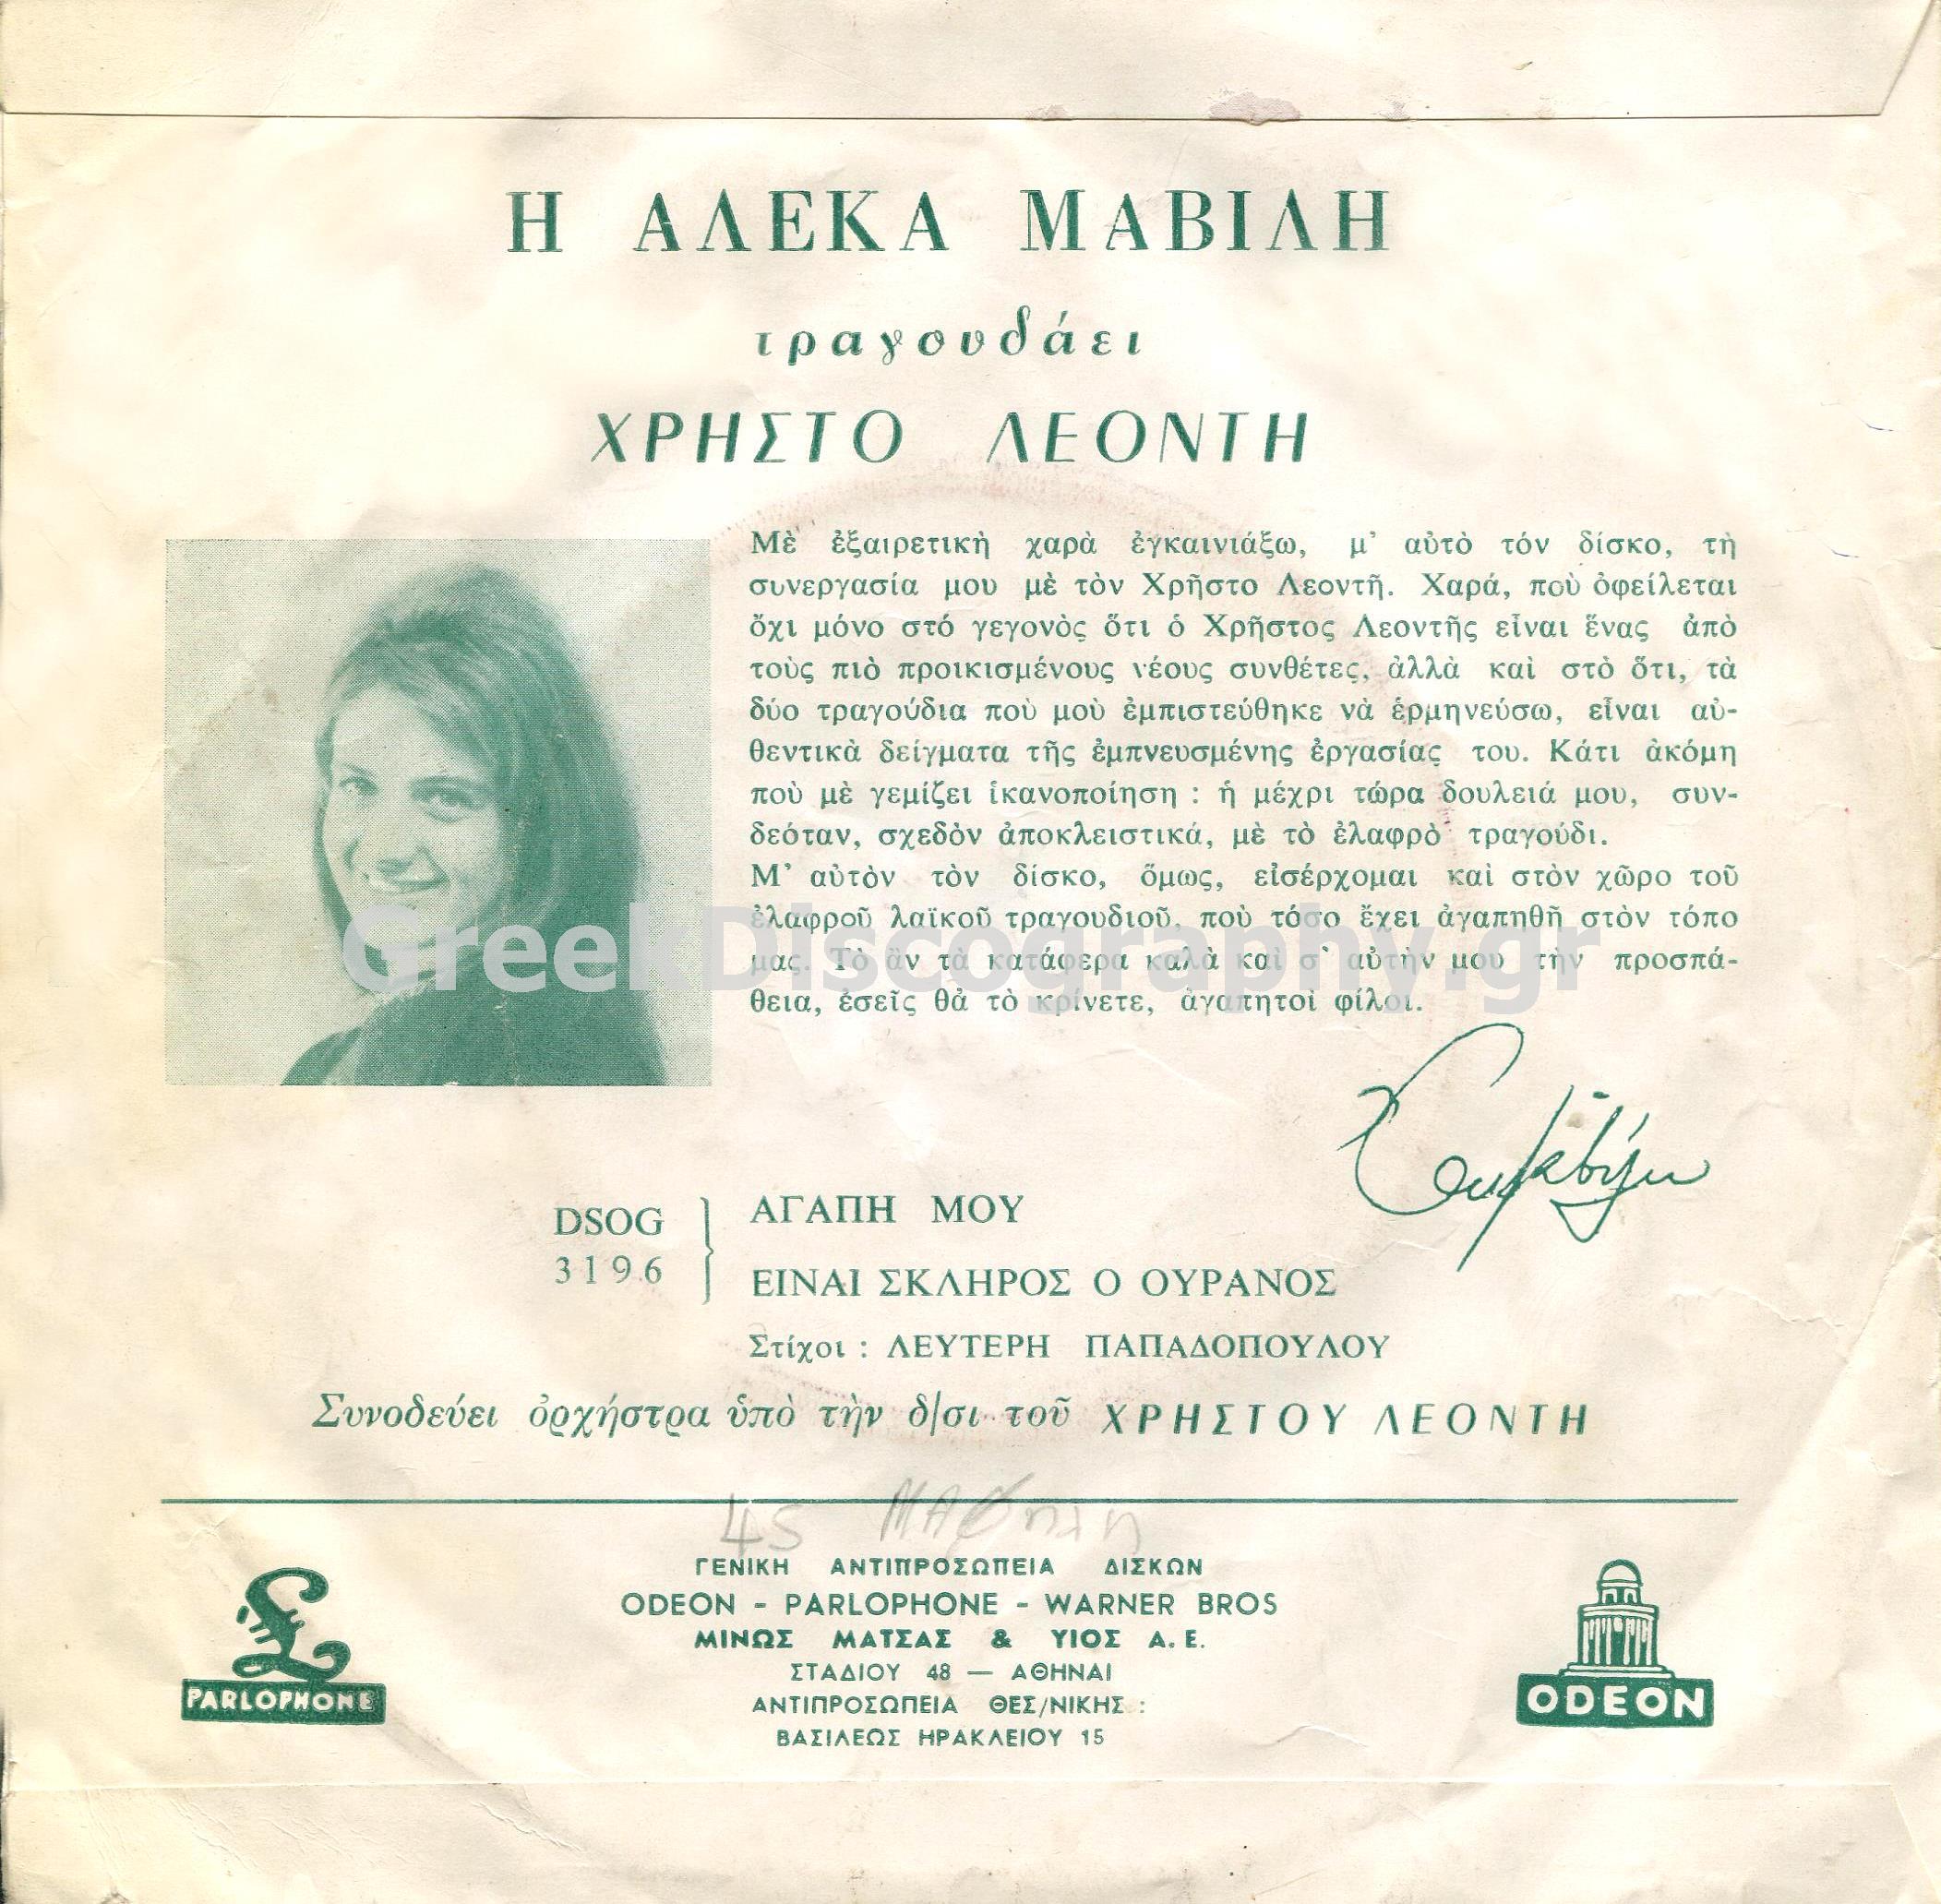 Η ΑΛΕΚΑ ΜΑΒΙΛΗ
τραγουδάει
ΧΡΗΣΤΟ ΛΕΟΝΤΗ
Μὲ ἐξαιρετικὴ χαρὰ ἐγκαινιάζω, μ' αὐτὸ τόν δίσκο, τὴ
συνεργασία μου μὲ τὸν Χρῆστο Λεοντῆ. Χαρά, ποὺ ὀφείλεται
ὄχι μόνο στό γεγονὸς ὅτι ὁ Χρῆστος Λεοντῆς εἶναι ἕνας ἀπὸ
τοὺς πιὸ προικισμένους νέους συνθέτες, ἀλλὰ καὶ στὸ ὅτι, τὰ
δύο τραγούδια ποὺ μοὺ ἐμπιστεύθηκε νὰ ἑρμηνεύσω, εἶναι αὐ-
θεντικὰ δείγματα τῆς ἐμπνευσμένης ἐργασίας του. Κάτι ἀκόμη
ποὺ μὲ γεμίζει ἱκανοποίηση : ἡ μέχρι τώρα δουλειά μου, συν-
δεόταν, σχεδὸν ἀποκλειστικά, μὲ τὸ ἐλαφρὸ τραγούδι.
Μ' αὐτὸν τὸν δίσκο, ὅμως, εἰσέρχομαι καὶ στὸν χῶρο τοῦ
ἐλαφροῦ λαϊκοῦ τραγουδιοῦ, ποὺ τόσο ἔχει ἀγαπηθῆ στὸν τόπο
μας. Τὸ ἂν τὰ κατάφερα καλὰ καὶ σ' αὐτὴν μου τὴν προσπά-
θεια, ἐσεῖς θὰ τὸ κρίνετε, ἀγαπητοὶ φίλοι.
GreekDiscography.gr
DSOG
3196
ΑΓΑΠΗ ΜΟΥ
ΕΙΝΑΙ ΣΚΛΗΡΟΣ Ο ΟΥΡΑΝΟΣ
Στίχοι : ΛΕΥΤΕΡΗ ΠΑΠΑΔΟΠΟΥΛΟΥ
Συνοδεύει ὀρχήστρα ὑπὸ τὴν δ/σι τοῦ ΧΡΗΣΤΟΥ ΛΕΟΝΤΗ
45
ΓΕΝΙΚΗ ΑΝΤΙΠΡΟΣΩΠΕΙΑ ΔΙΣΚΩΝ
ODEON - PARLOPHONE - WARNER BROS
ΜΙΝΩΣ ΜΑΤΣΑΣ & ΥΙΟΣ Α. Ε.
ΣΤΑΔΙΟΥ 48 — ΑΘΗΝΑΙ
ΑΝΤΙΠΡΟΣΩΠΕΙΑ ΘΕΣ/ΝΙΚΗΣ :
ΒΑΣΙΛΕΩΣ ΗΡΑΚΛΕΙΟΥ 15
PARLOPHONE
ODEON